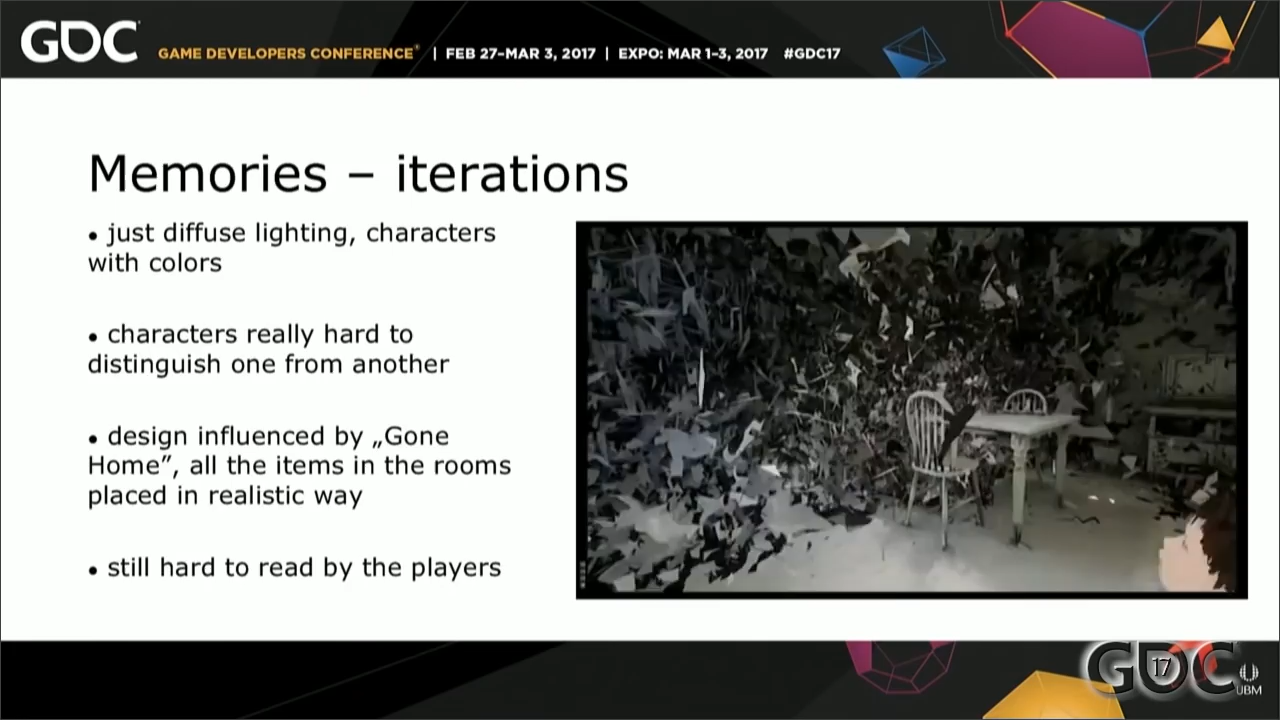 GDC
GAME DEVELOPERS CONFERENCE® | FEB 27–MAR 3, 2017 | EXPO: MAR 1–3, 2017 #GDC17
Memories – iterations
• just diffuse lighting, characters
with colors
• characters really hard to
distinguish one from another
• design influenced by „Gone
Home”, all the items in the rooms
placed in realistic way
• still hard to read by the players
GDC
17
UBM